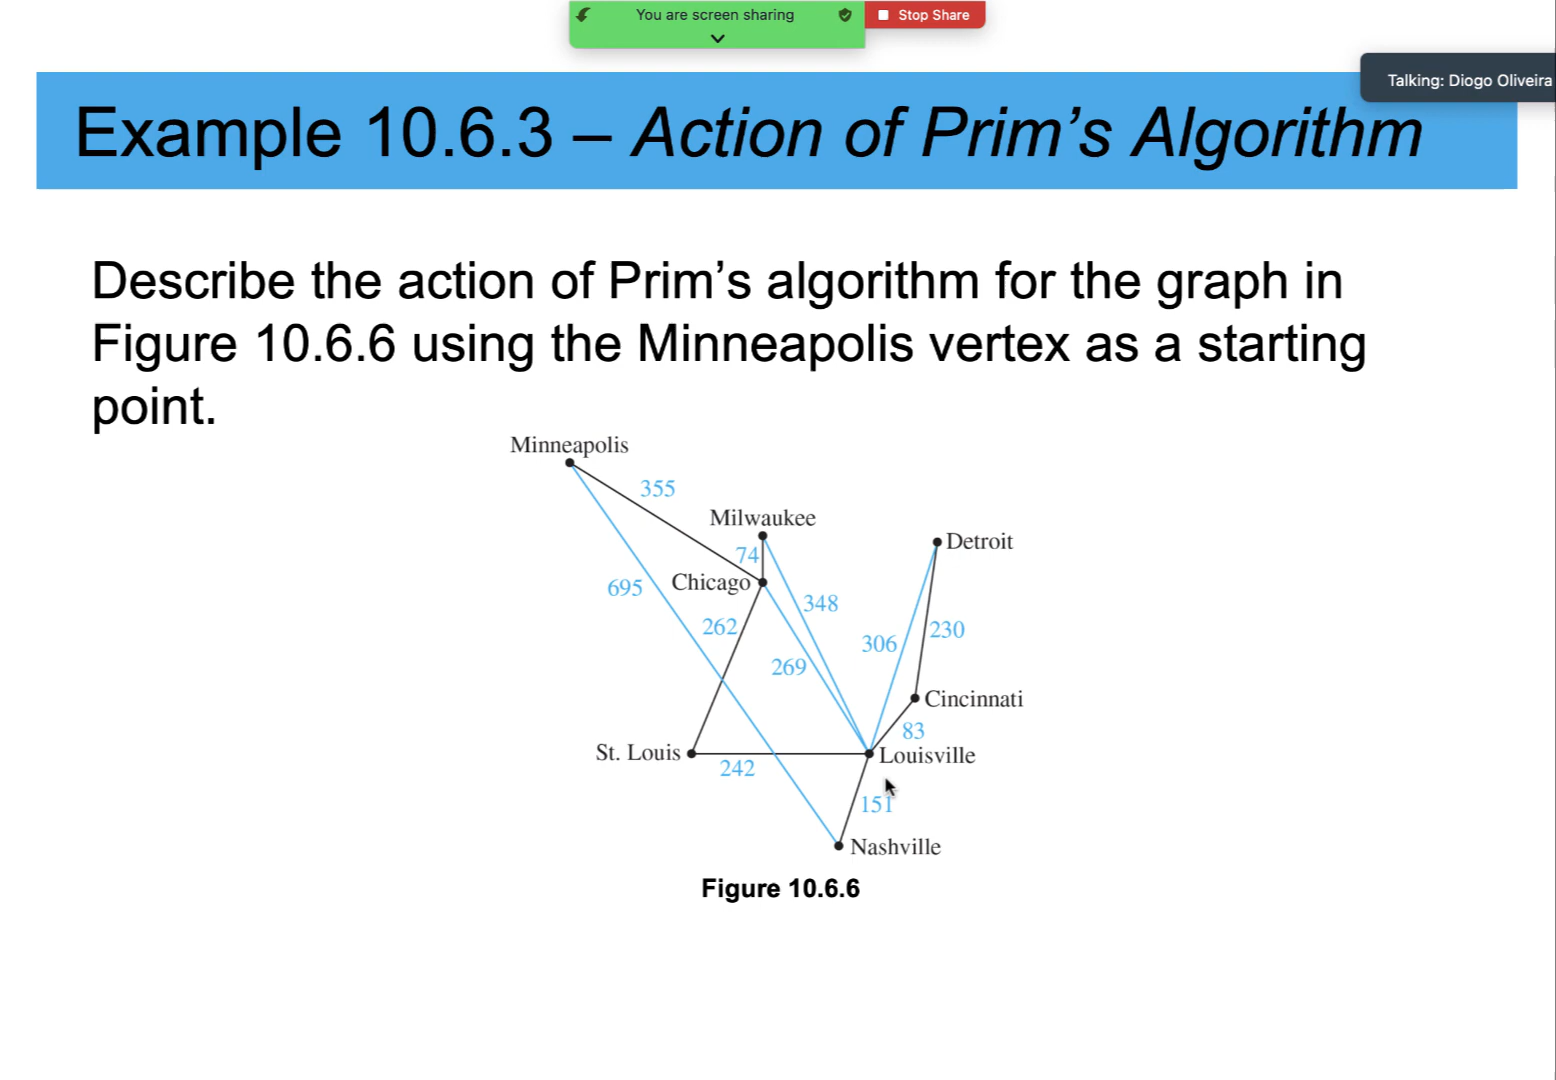 You are screen sharing
Stop Share
Talking: Diogo Oliveira
Example 10.6.3 – Action of Prim’s Algorithm
Describe the action of Prim’s algorithm for the graph in
Figure 10.6.6 using the Minneapolis vertex as a starting
point.
Minneapolis
355
Milwaukee
Detroit
74
695
Chicago
348
262
306
230
269
Cincinnati
83
St. Louis
Louisville
242
151
Nashville
Figure 10.6.6